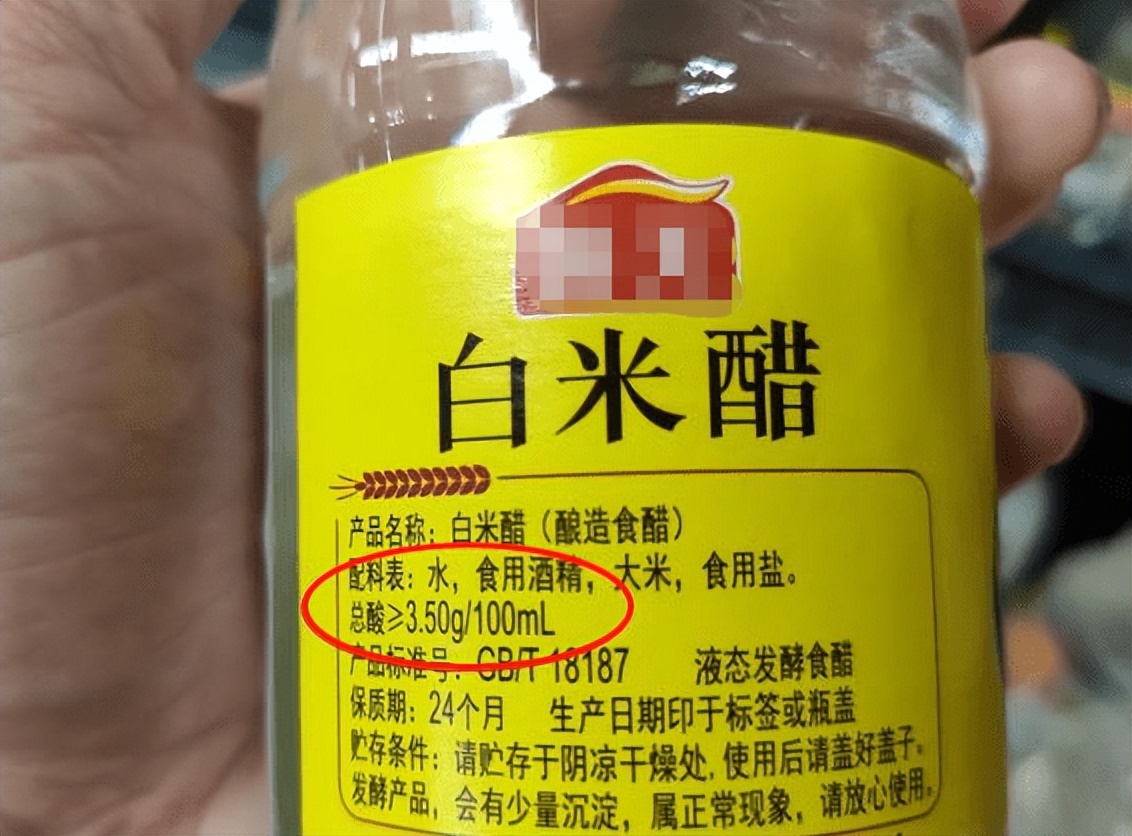 白米醋
产品名称：白米醋（酿造食醋）
配料表：水，食用酒精，大米，食用盐。
总酸≥3.50g/100mL
产品标准号：GB/T 18187 液态发酵食醋
保质期：24个月 生产日期印于标签或瓶盖
贮存条件：请贮存于阴凉干燥处，使用后请盖好盖子。
发酵产品，会有少量沉淀，属正常现象，请放心使用。